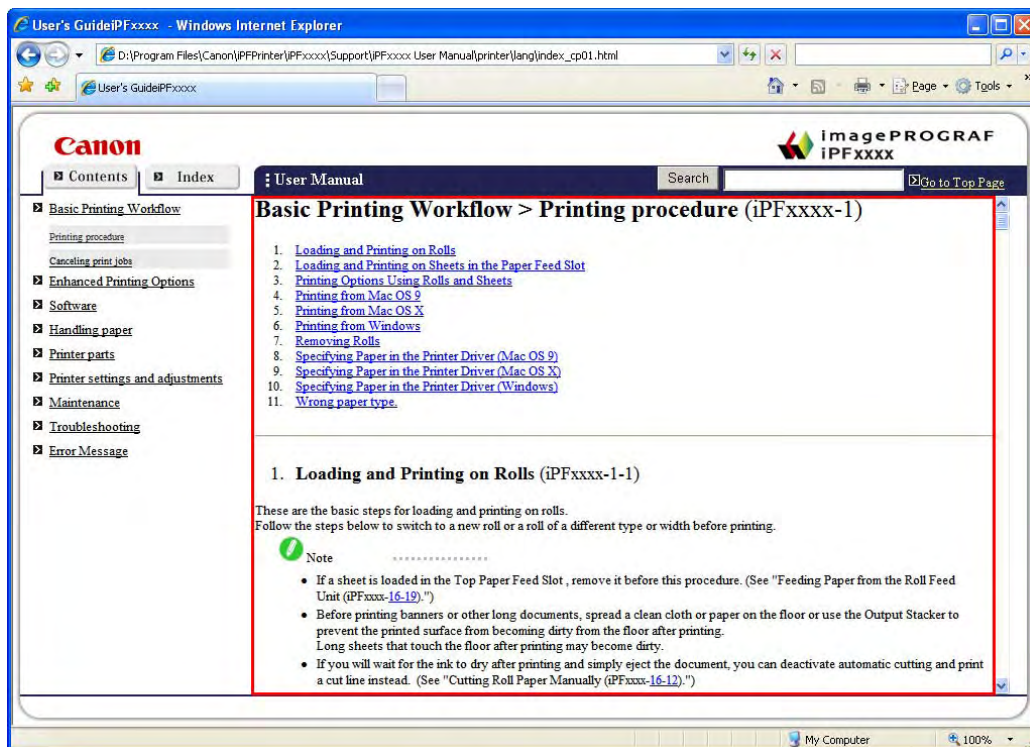 User's GuideiPFxxxx - Windows Internet Explorer
D:\Program Files\Canon\iPFPrinter\iPFxxxx\Support\iPFxxxx User Manual\printer\lang\index_cp01.html
User's GuideiPFxxxx
Page
Tools
»
Canon
imagePROGRAF
iPFxxxx
Contents
Index
User Manual
Search
Go to Top Page
Basic Printing Workflow
Printing procedure
Canceling print jobs
Enhanced Printing Options
Software
Handling paper
Printer parts
Printer settings and adjustments
Maintenance
Troubleshooting
Error Message
Basic Printing Workflow > Printing procedure (iPFxxxx-1)
1. Loading and Printing on Rolls
2. Loading and Printing on Sheets in the Paper Feed Slot
3. Printing Options Using Rolls and Sheets
4. Printing from Mac OS 9
5. Printing from Mac OS X
6. Printing from Windows
7. Removing Rolls
8. Specifying Paper in the Printer Driver (Mac OS 9)
9. Specifying Paper in the Printer Driver (Mac OS X)
10. Specifying Paper in the Printer Driver (Windows)
11. Wrong paper type.
1. Loading and Printing on Rolls (iPFxxxx-1-1)
These are the basic steps for loading and printing on rolls.
Follow the steps below to switch to a new roll or a roll of a different type or width before printing.
Note
• If a sheet is loaded in the Top Paper Feed Slot , remove it before this procedure. (See "Feeding Paper from the Roll Feed
Unit (iPFxxxx-16-19).")
• Before printing banners or other long documents, spread a clean cloth or paper on the floor or use the Output Stacker to
prevent the printed surface from becoming dirty from the floor after printing.
Long sheets that touch the floor after printing may become dirty.
• If you will wait for the ink to dry after printing and simply eject the document, you can deactivate automatic cutting and print
a cut line instead. (See "Cutting Roll Paper Manually (iPFxxxx-16-12).")
My Computer
100%